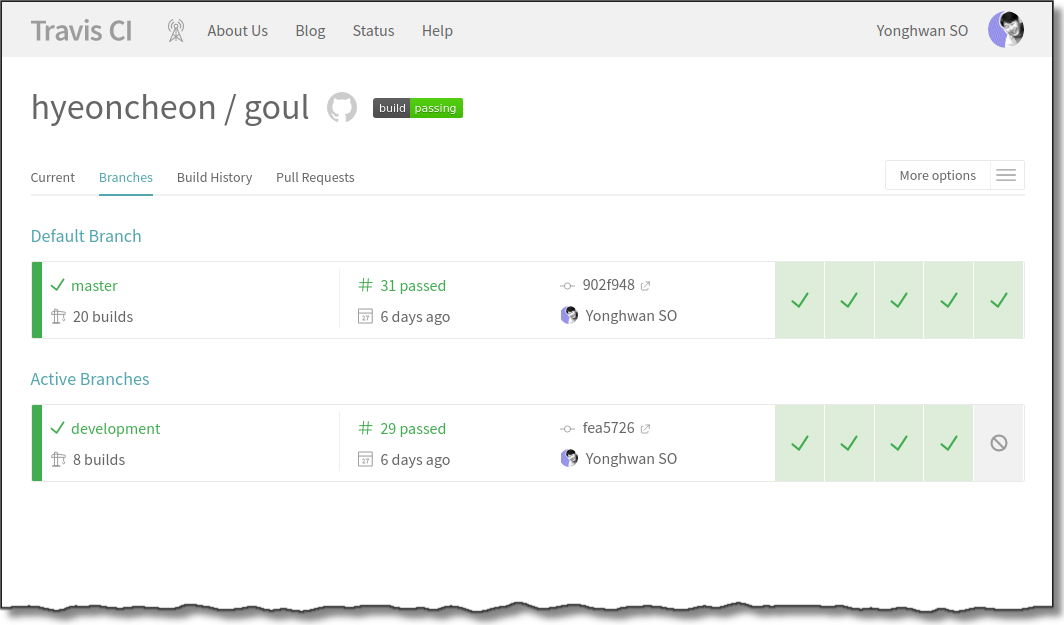 Travis CI About Us Blog Status Help Yonghwan SO
hyeoncheon / goul build passing
Current Branches Build History Pull Requests More options
Default Branch
master # 31 passed 902f948
20 builds 27 6 days ago Yonghwan SO
Active Branches
development # 29 passed fea5726
8 builds 27 6 days ago Yonghwan SO